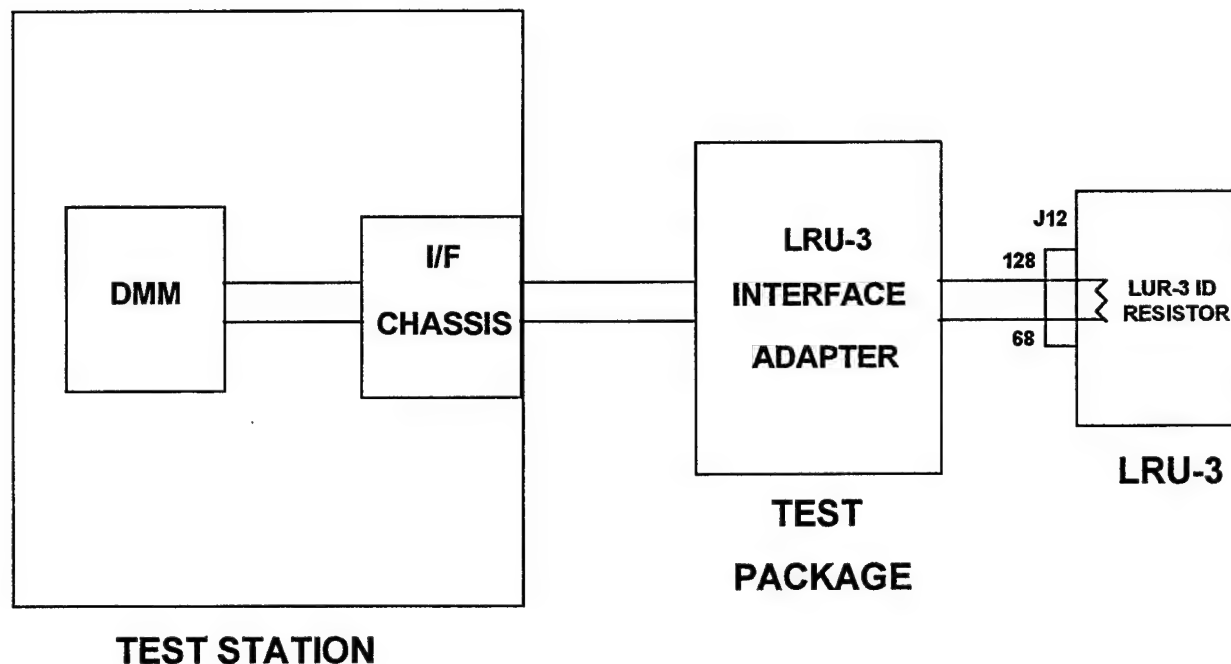 DMM
I/F
CHASSIS
LRU-3
INTERFACE
ADAPTER
J12
128
68
LUR-3 ID
RESISTOR
LRU-3
TEST
PACKAGE
TEST STATION